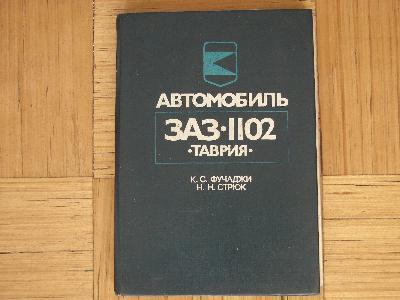 АВТОМОБИЛЬ
ЗАЗ·1102
·ТАВРИЯ·
К. С. ФУЧАДЖИ
Н. Н. СТРЮК